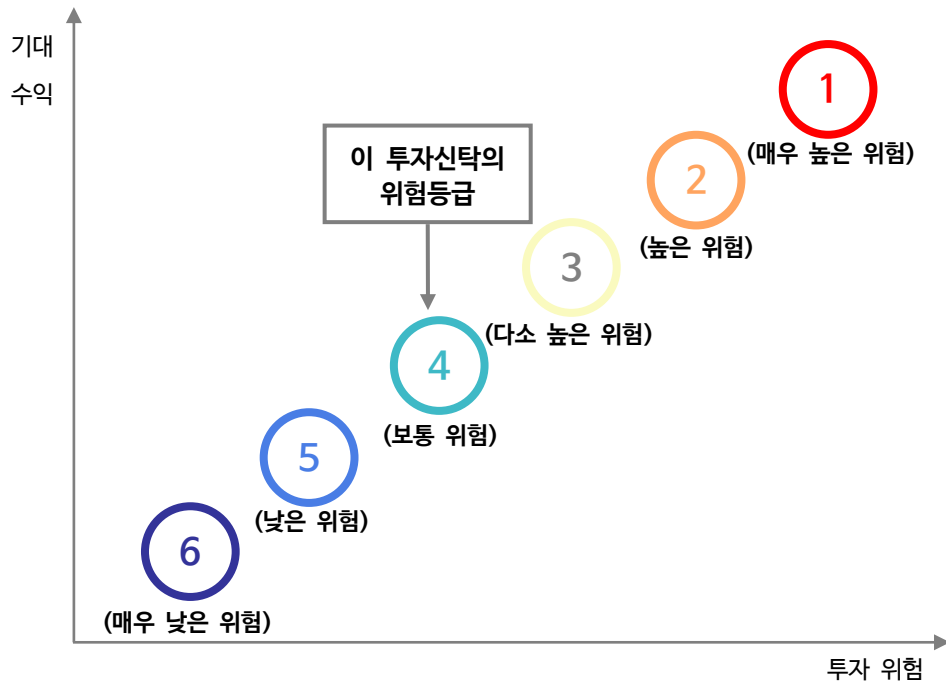 기대
수익
1
(매우 높은 위험)
이 투자신탁의
위험등급
2
(높은 위험)
3
(다소 높은 위험)
4
(보통 위험)
5
(낮은 위험)
6
(매우 낮은 위험)
투자 위험